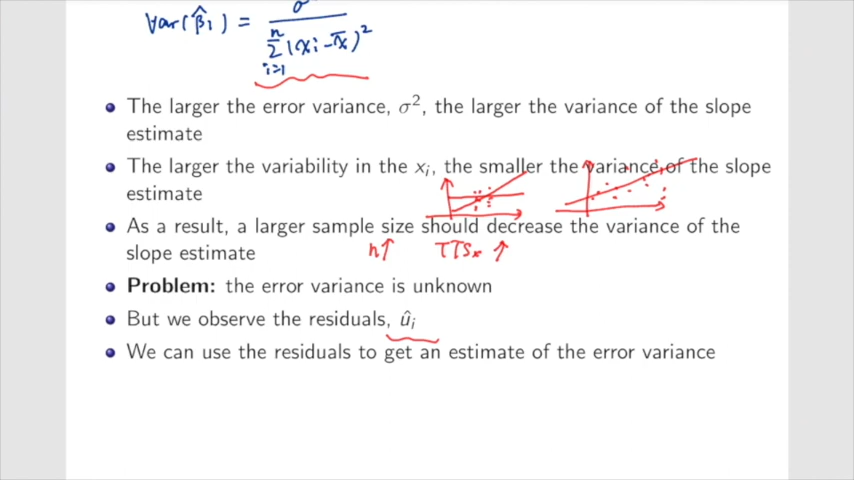 Var(β̂₁) = σ / Σⁿᵢ₌₁(xi - x̄)²
The larger the error variance, σ², the larger the variance of the slope
estimate
The larger the variability in the xᵢ, the smaller the variance of the slope
estimate
As a result, a larger sample size should decrease the variance of the
n↑ TTSx ↑
slope estimate
Problem: the error variance is unknown
But we observe the residuals, ûᵢ
We can use the residuals to get an estimate of the error variance